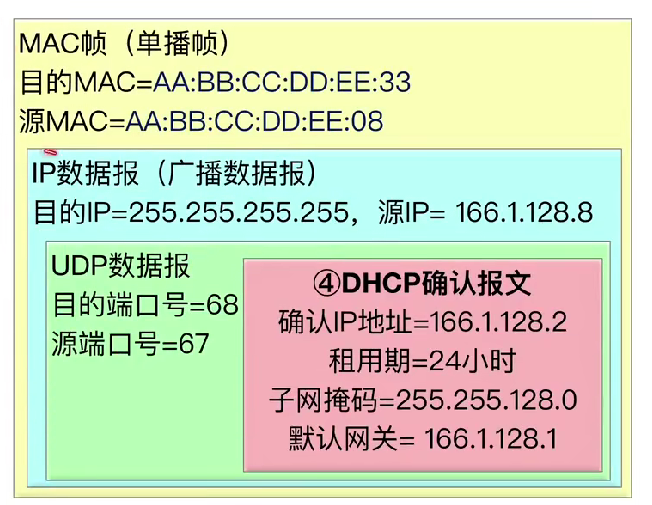 MAC帧（单播帧）
目的MAC=AA:BB:CC:DD:EE:33
源MAC=AA:BB:CC:DD:EE:08
IP数据报（广播数据报）
目的IP=255.255.255.255，源IP= 166.1.128.8
UDP数据报
目的端口号=68
源端口号=67
④DHCP确认报文
确认IP地址=166.1.128.2
租用期=24小时
子网掩码=255.255.128.0
默认网关= 166.1.128.1